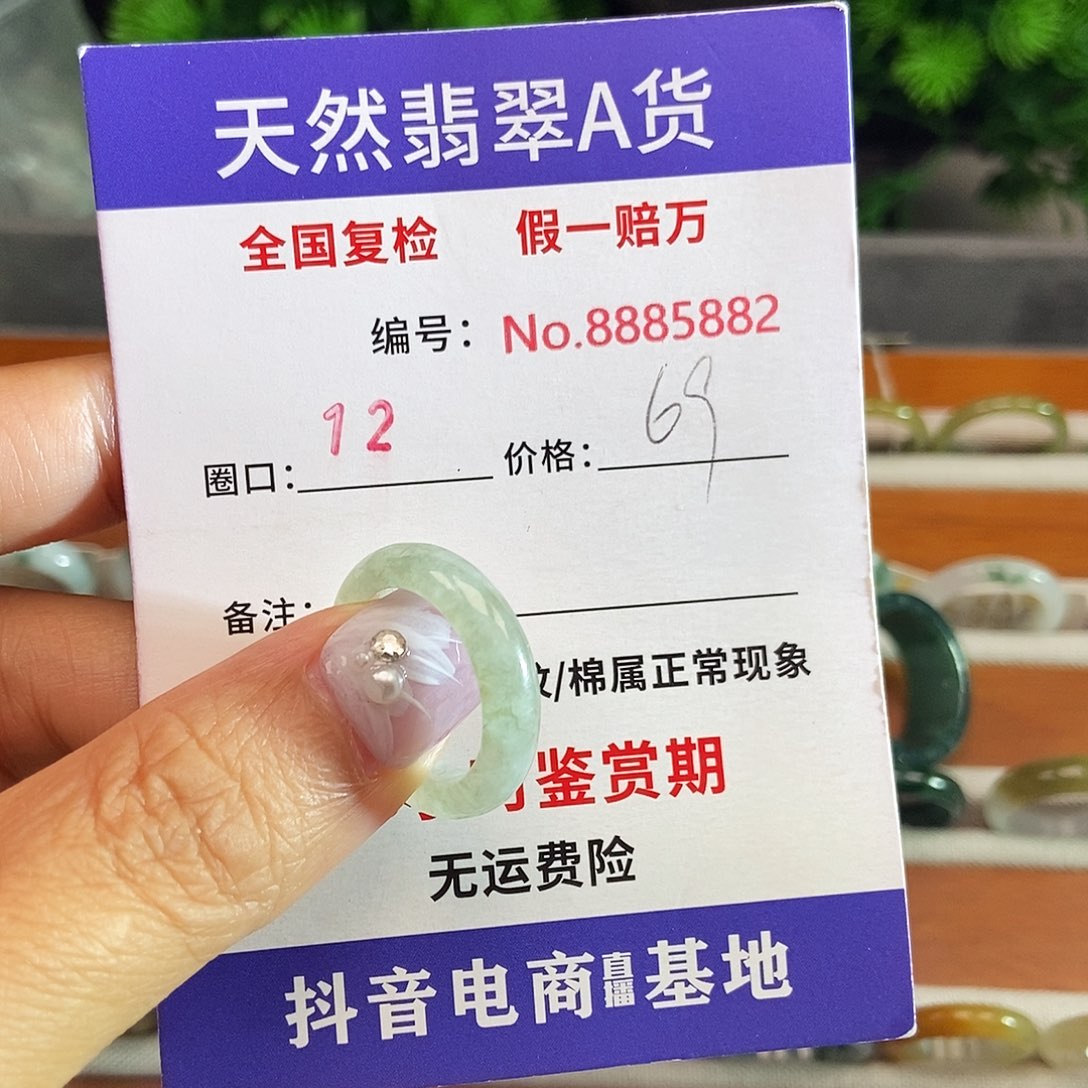 天然翡翠A货
全国复检 假一赔万
编号：No.8885882
圈口：12 价格：69
备注：
/棉属正常现象
鉴赏期
无运费险
抖音电商直播基地